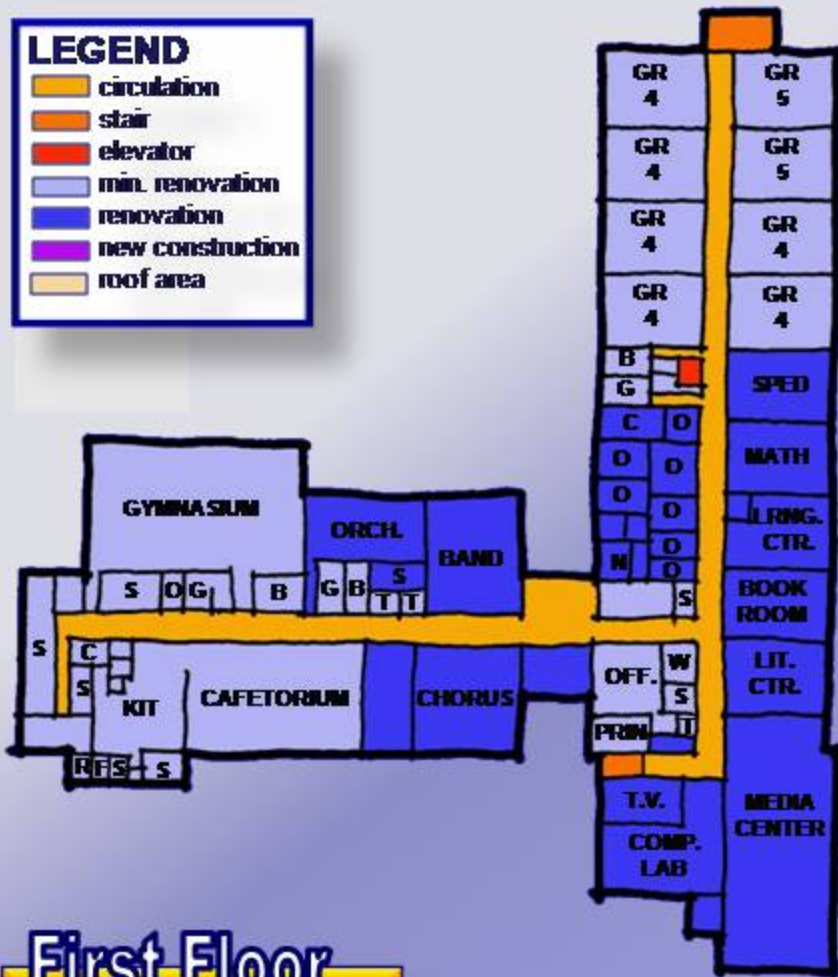 LEGEND
circulation
stair
elevator
min. renovation
renovation
new construction
roof area
GR
4
GR
5
GR
4
GR
5
GR
4
GR
4
GR
4
GR
4
B
G
SPED
C O
O O
MATH
O
O
LRNG.
CTR.
O
N
O
BOOK
ROOM
S
GYMNASIUM
ORCH.
BAND
S O G B
G B
S
T T
S
C
S
KIT
CAFETORIUM
CHORUS
OFF.
W
S
T
PRIN
LIT.
CTR.
R F S S
T.V.
COMP.
LAB
MEDIA
CENTER
First Floor